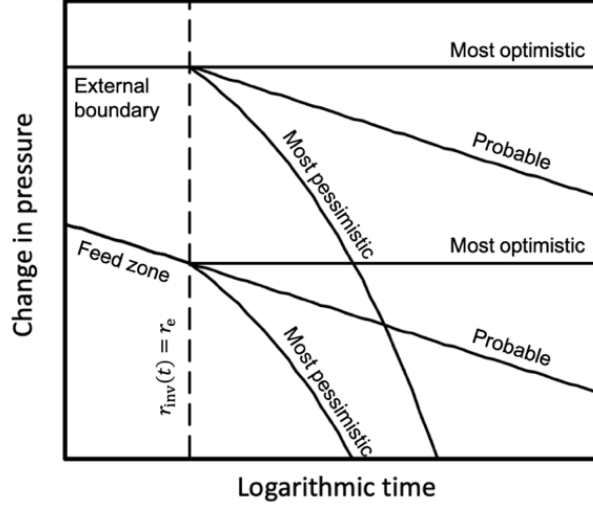 Most optimistic
External
boundary
Probable
Most pessimistic
Most optimistic
Feed zone
Probable
Most pessimistic
r_inv(t) = r_e
Change in pressure
Logarithmic time